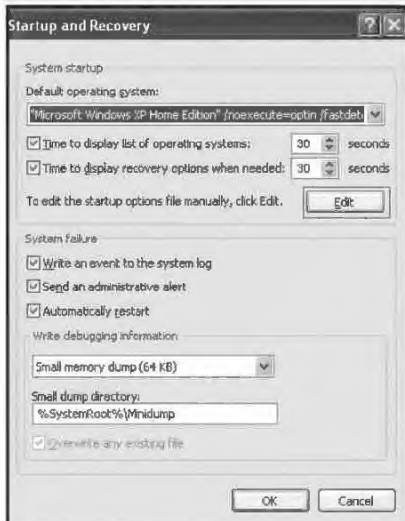 Startup and Recovery
System startup
Default operating system:
"Microsoft Windows XP Home Edition" /noexecute=optin /fastdet
Time to display list of operating systems: 30 seconds
Time to display recovery options when needed: 30 seconds
To edit the startup options file manually, click Edit. Edit
System failure
Write an event to the system log
Send an administrative alert
Automatically restart
Write debugging information
Small memory dump (64 KB)
Small dump directory:
%SystemRoot%\Minidump
Overwrite any existing file
OK Cancel